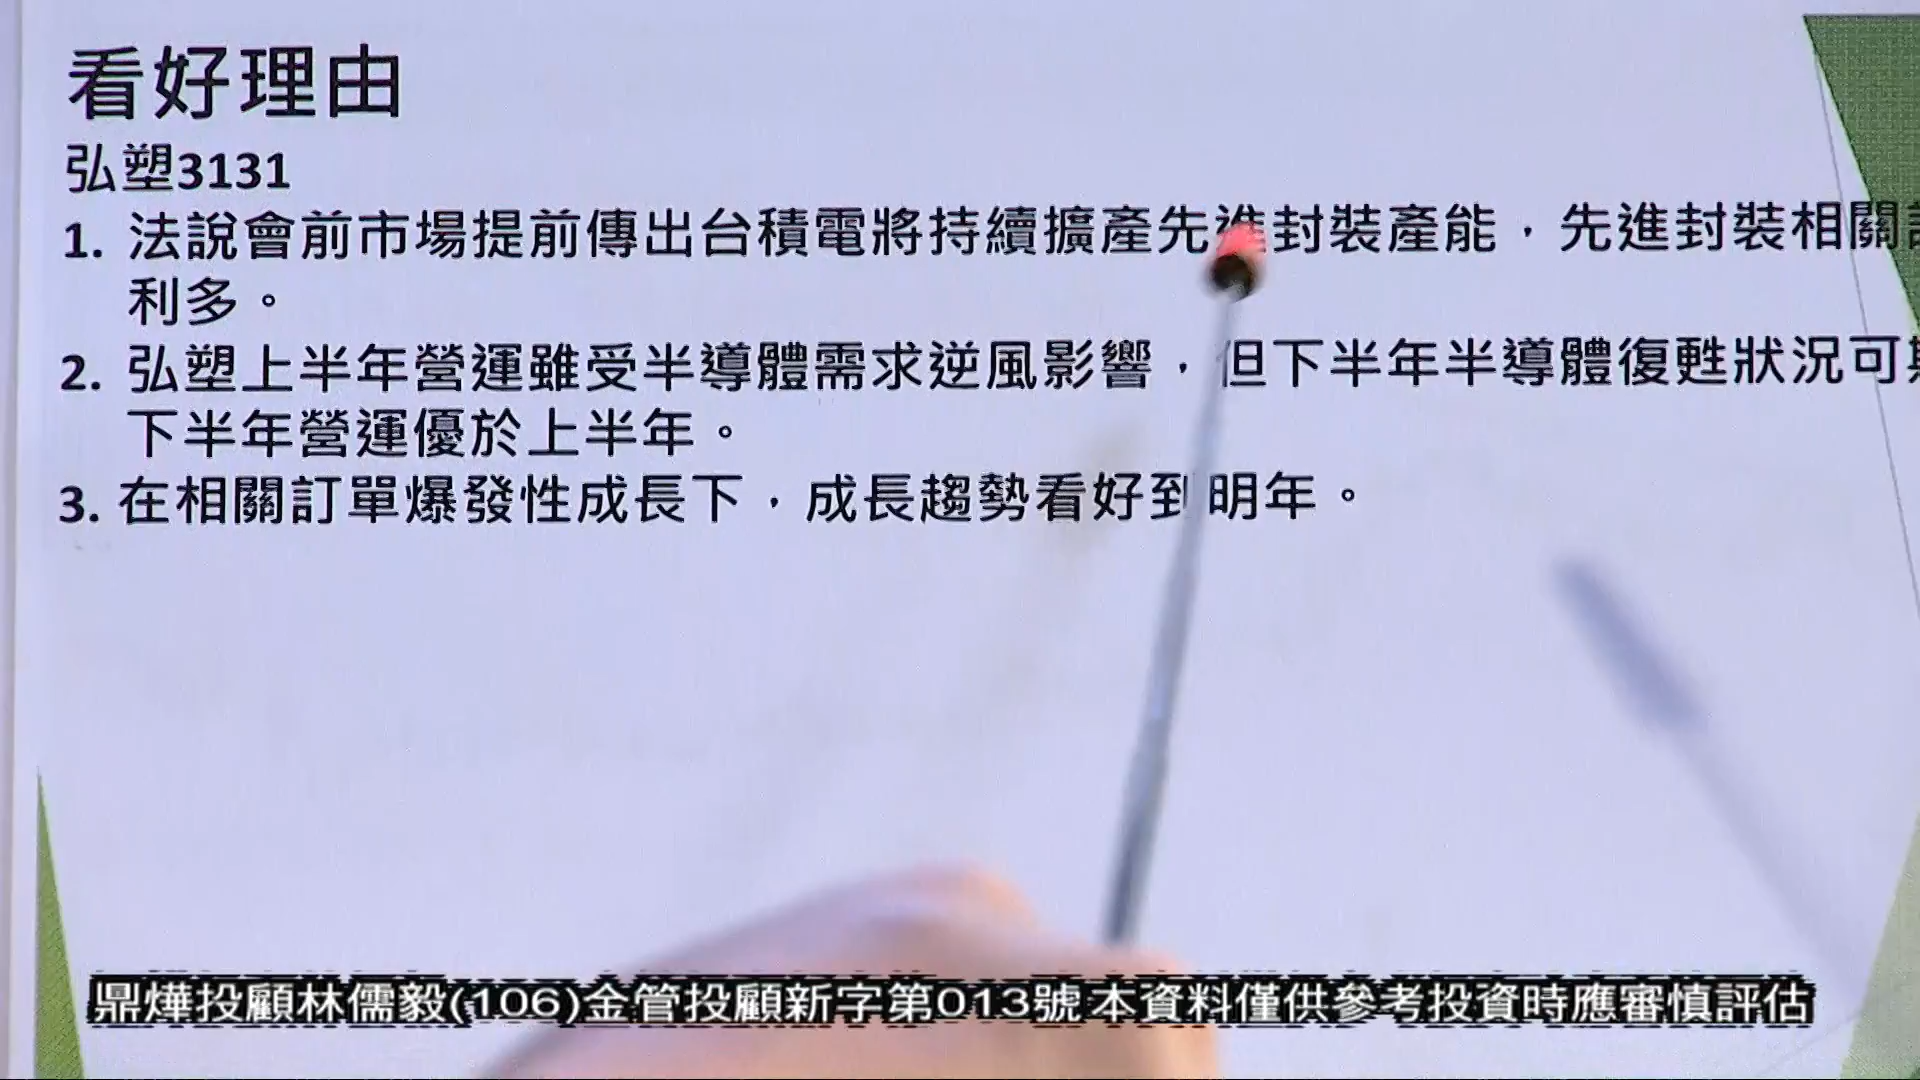 看好理由
弘塑3131
1. 法說會前市場提前傳出台積電將持續擴產先進封裝產能，先進封裝相關
利多。
2. 弘塑上半年營運雖受半導體需求逆風影響，但下半年半導體復甦狀況可
下半年營運優於上半年。
3. 在相關訂單爆發性成長下，成長趨勢看好到明年。
鼎燁投顧林儒毅(106)金管投顧新字第013號 本資料僅供參考投資時應審慎評估